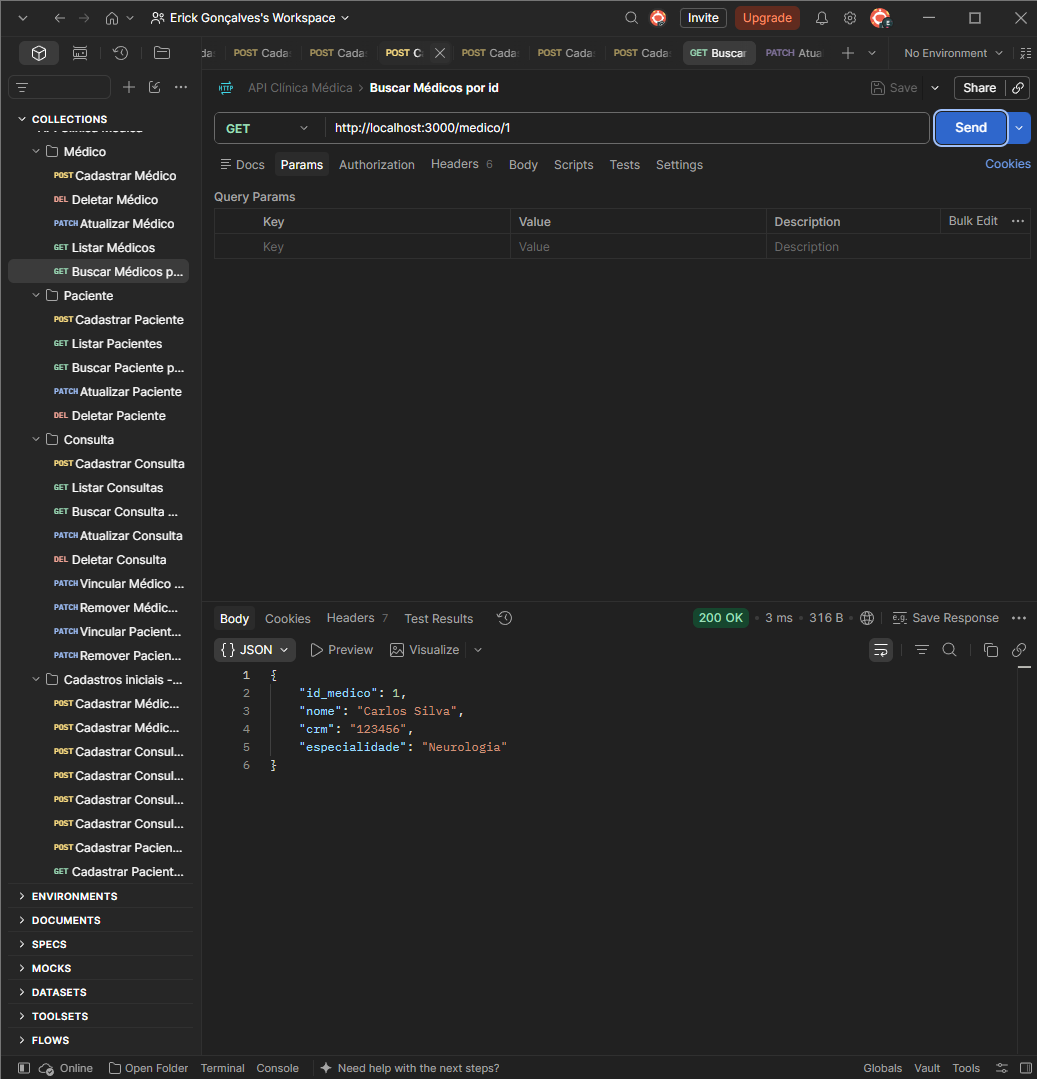 Erick Gonçalves's Workspace
Invite
Upgrade
POST Cada
POST Cada
POST C
POST Cada
POST Cada
POST Cada
GET Buscar
PATCH Atua
No Environment
HTTP API Clínica Médica > Buscar Médicos por id
Save
Share
COLLECTIONS
API Clínica Médica
Médico
POST Cadastrar Médico
DEL Deletar Médico
PATCH Atualizar Médico
GET Listar Médicos
GET Buscar Médicos p...
Paciente
POST Cadastrar Paciente
GET Listar Pacientes
GET Buscar Paciente p...
PATCH Atualizar Paciente
DEL Deletar Paciente
Consulta
POST Cadastrar Consulta
GET Listar Consultas
GET Buscar Consulta ...
PATCH Atualizar Consulta
DEL Deletar Consulta
PATCH Vincular Médico ...
PATCH Remover Médic...
PATCH Vincular Pacient...
PATCH Remover Pacien...
Cadastros iniciais -...
POST Cadastrar Médic...
POST Cadastrar Médic...
POST Cadastrar Consul...
POST Cadastrar Consul...
POST Cadastrar Consul...
POST Cadastrar Consul...
POST Cadastrar Pacien...
GET Cadastrar Pacient...
ENVIRONMENTS
DOCUMENTS
SPECS
MOCKS
DATASETS
TOOLSETS
FLOWS
GET
http://localhost:3000/medico/1
Send
Docs Params Authorization Headers 6 Body Scripts Tests Settings
Cookies
Query Params
Key Value Description Bulk Edit
Key Value Description
Body Cookies Headers 7 Test Results
200 OK • 3 ms • 316 B • e.g. Save Response
{} JSON Preview Visualize
1 {
2 "id_medico": 1,
3 "nome": "Carlos Silva",
4 "crm": "123456",
5 "especialidade": "Neurologia"
6 }
Online Open Folder Terminal Console Need help with the next steps?
Globals Vault Tools